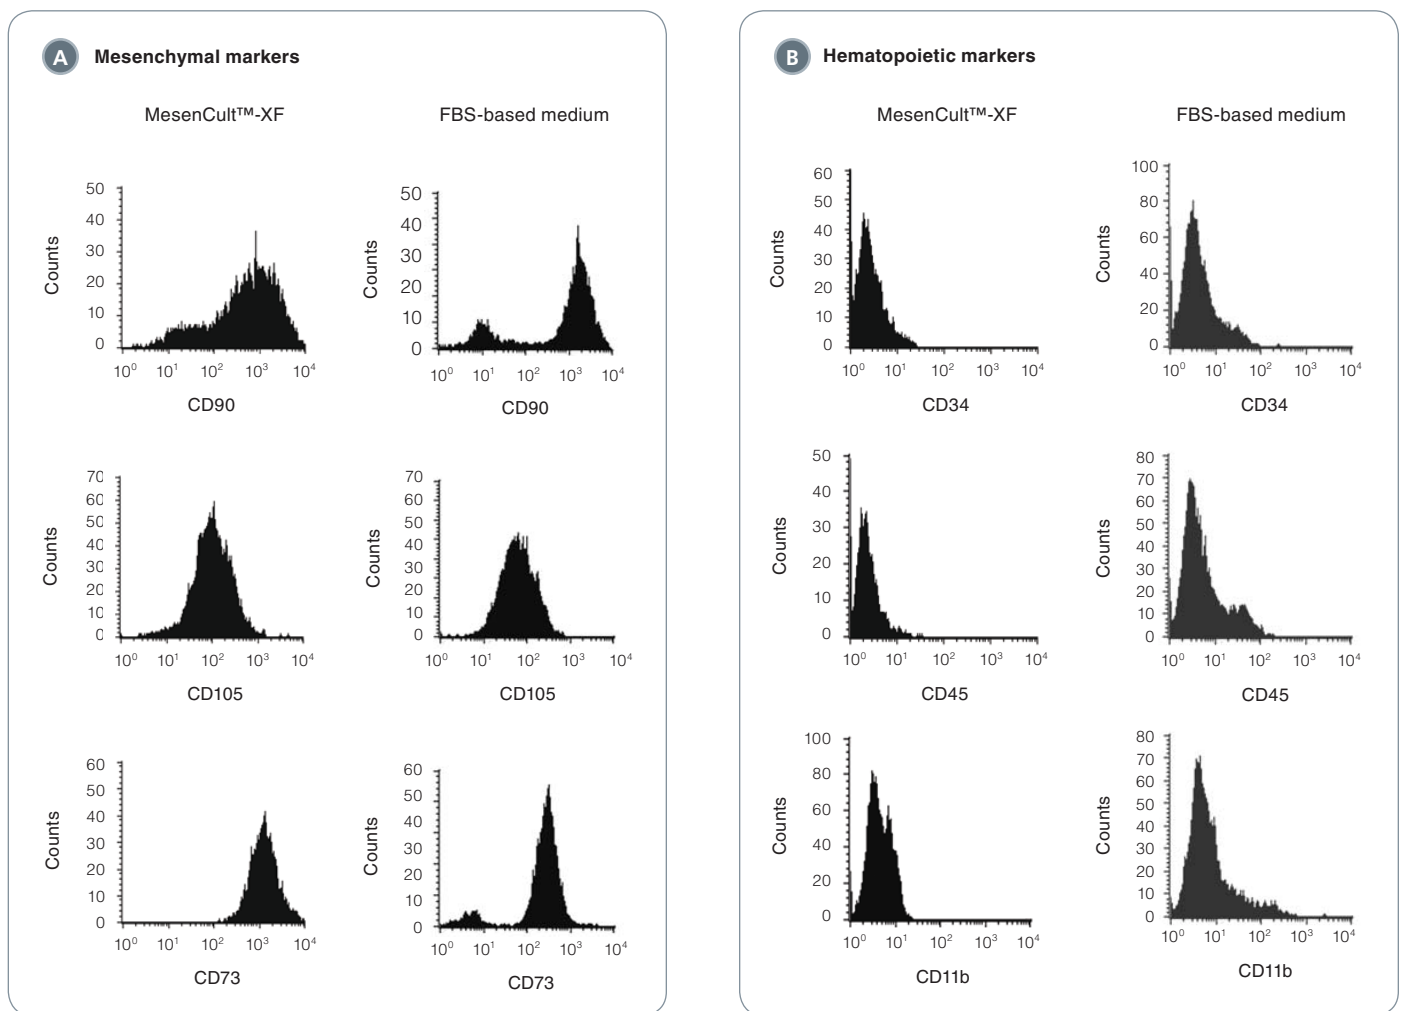 A Mesenchymal markers
MesenCult™-XF FBS-based medium
50
40
30
20
10
0
Counts
10⁰ 10¹ 10² 10³ 10⁴
CD90
50
40
30
20
10
0
Counts
10⁰ 10¹ 10² 10³ 10⁴
CD90
70
60
50
40
30
20
10
0
Counts
10⁰ 10¹ 10² 10³ 10⁴
CD105
70
60
50
40
30
20
10
0
Counts
10⁰ 10¹ 10² 10³ 10⁴
CD105
60
50
40
30
20
10
0
Counts
10⁰ 10¹ 10² 10³ 10⁴
CD73
60
50
40
30
20
10
0
Counts
10⁰ 10¹ 10² 10³ 10⁴
CD73
B Hematopoietic markers
MesenCult™-XF FBS-based medium
60
50
40
30
20
10
0
Counts
10⁰ 10¹ 10² 10³ 10⁴
CD34
100
80
60
40
20
0
Counts
10⁰ 10¹ 10² 10³ 10⁴
CD34
50
40
30
20
10
0
Counts
10⁰ 10¹ 10² 10³ 10⁴
CD45
80
70
60
50
40
30
20
10
0
Counts
10⁰ 10¹ 10² 10³ 10⁴
CD45
100
80
60
40
20
0
Counts
10⁰ 10¹ 10² 10³ 10⁴
CD11b
80
70
60
50
40
30
20
10
0
Counts
10⁰ 10¹ 10² 10³ 10⁴
CD11b